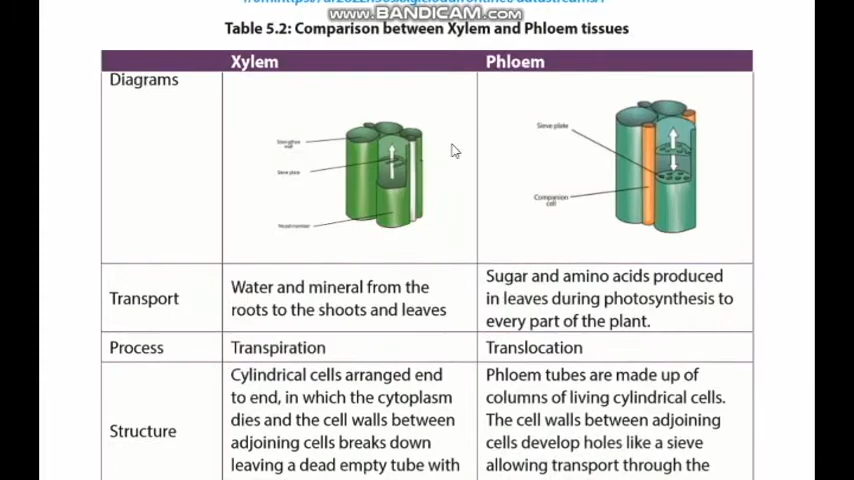 www.BANDICAM.com
Table 5.2: Comparison between Xylem and Phloem tissues
Xylem
Phloem
Diagrams
Sieve plate
Sieve plate
Companion
cell
Transport
Water and mineral from the
roots to the shoots and leaves
Sugar and amino acids produced
in leaves during photosynthesis to
every part of the plant.
Process
Transpiration
Translocation
Structure
Cylindrical cells arranged end
to end, in which the cytoplasm
dies and the cell walls between
adjoining cells breaks down
leaving a dead empty tube with
Phloem tubes are made up of
columns of living cylindrical cells.
The cell walls between adjoining
cells develop holes like a sieve
allowing transport through the